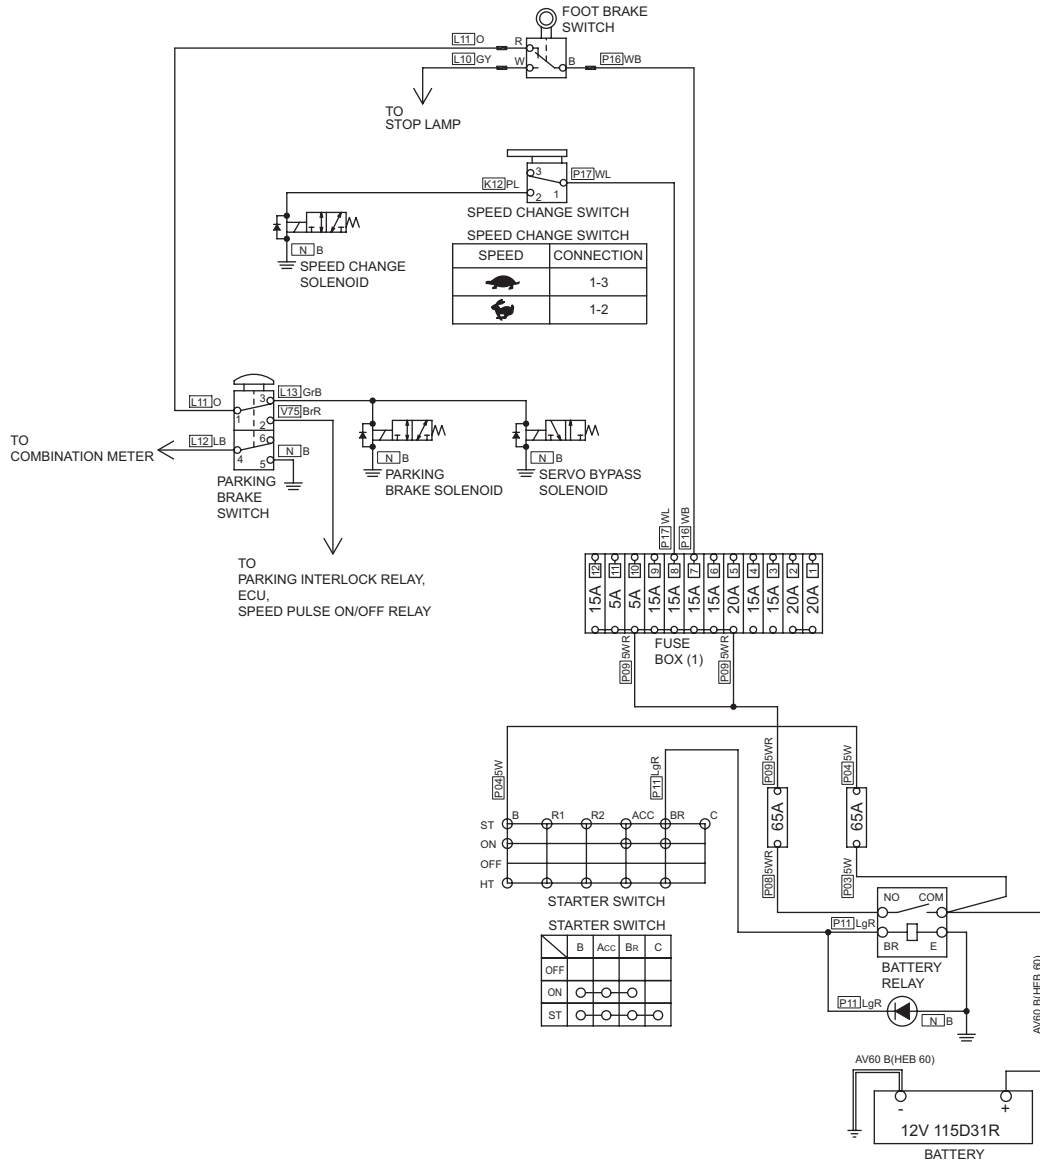 FOOT BRAKE
SWITCH
L11 O
R
L10 GY
W
B
P16 WB
TO
STOP LAMP
3
P17 WL
K12 PL
2
1
SPEED CHANGE SWITCH
N B
SPEED CHANGE
SOLENOID
SPEED CHANGE SWITCH
SPEED CONNECTION
1-3
1-2
L13 GrB
3
L11 O
1
2
V75 BrR
TO
COMBINATION METER
L12 LB
6
4
5
N B
PARKING
BRAKE
SWITCH
N B
PARKING
BRAKE SOLENOID
N B
SERVO BYPASS
SOLENOID
TO
PARKING INTERLOCK RELAY,
ECU,
SPEED PULSE ON/OFF RELAY
P17 WL
P16 WB
12 11 10 9 8 7 6 5 4 3 2 1
15A 5A 5A 15A 15A 15A 15A 20A 15A 15A 20A 20A
FUSE
BOX (1)
P09 5WR
P09 5WR
P04 5W
P11 LgR
P09 5WR
P04 5W
65A
65A
P08 5WR
P03 5W
B R1 R2 ACC BR C
ST
ON
OFF
HT
STARTER SWITCH
STARTER SWITCH
B ACC BR C
OFF
ON
ST
NO COM
P11 LgR
BR E
BATTERY
RELAY
P11 LgR
N B
AV60 B(HEB 60)
AV60 B(HEB 60)
- +
12V 115D31R
BATTERY